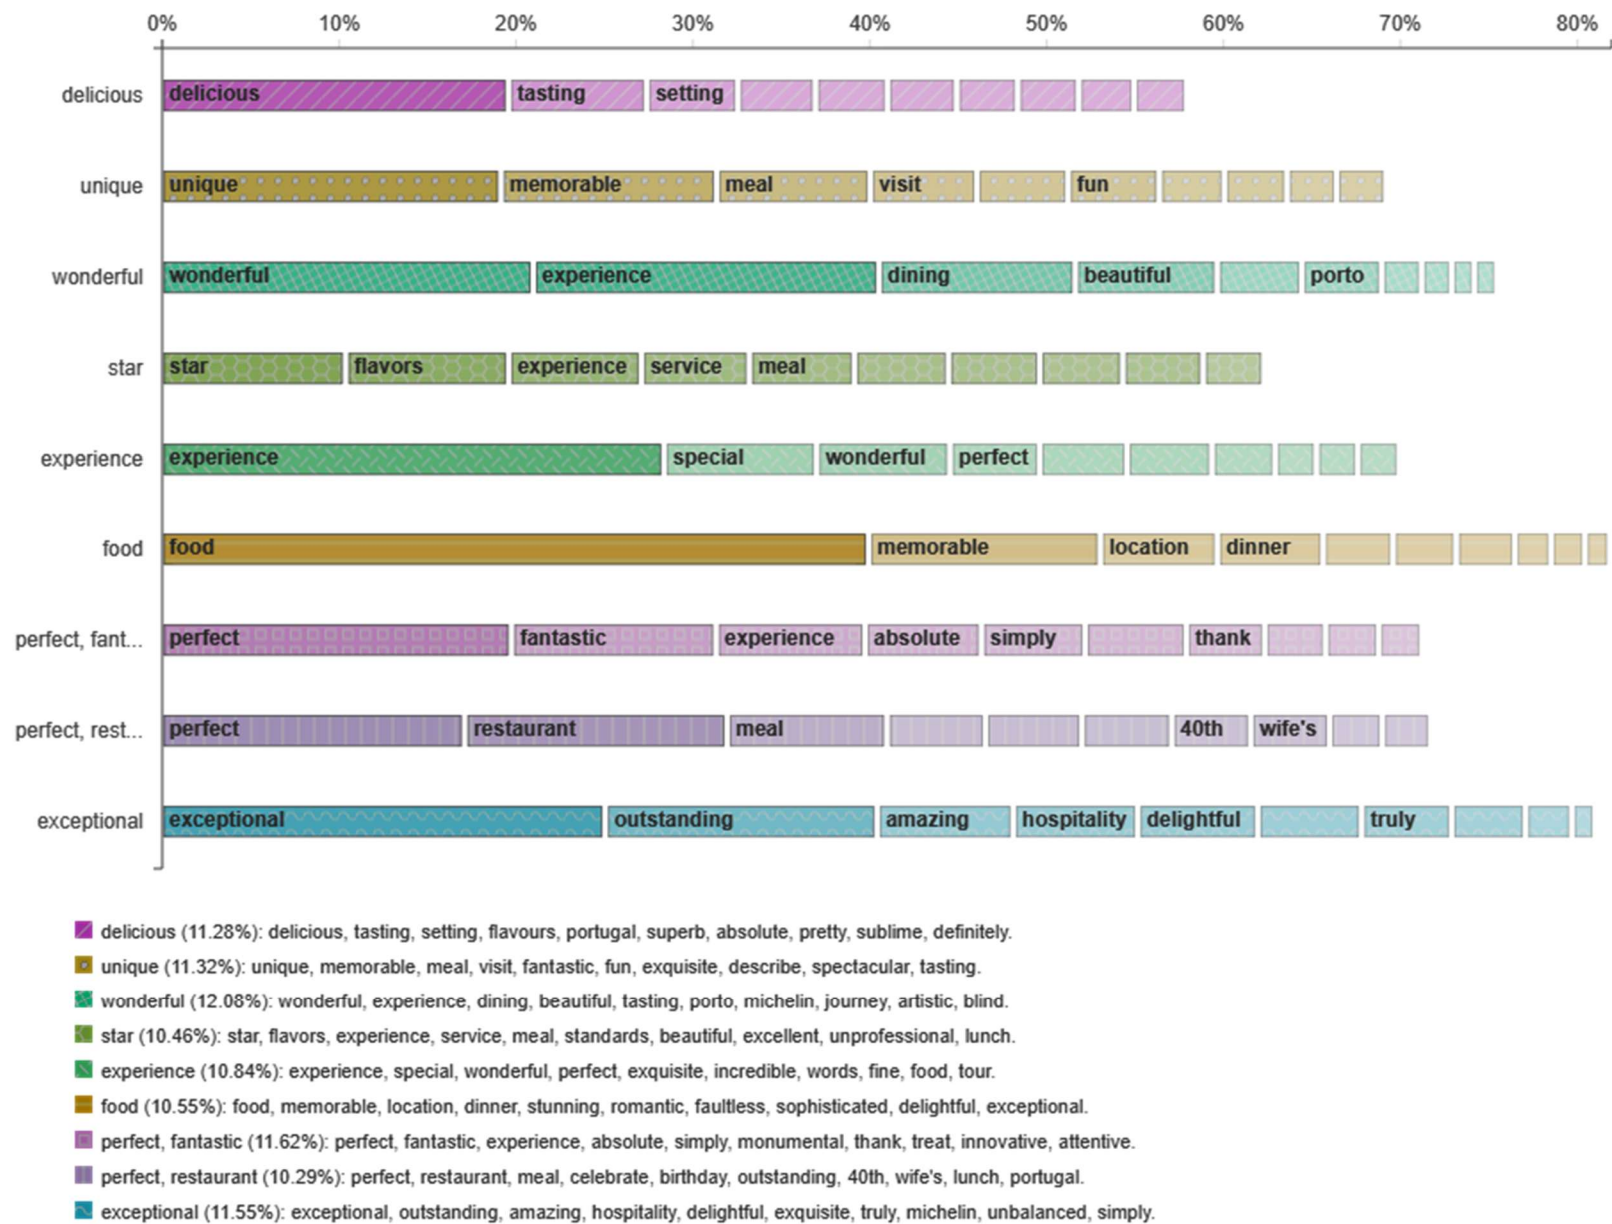 0% 10% 20% 30% 40% 50% 60% 70% 80%
delicious delicious tasting setting
unique unique memorable meal visit fun
wonderful wonderful experience dining beautiful porto
star star flavors experience service meal
experience experience special wonderful perfect
food food memorable location dinner
perfect, fant... perfect fantastic experience absolute simply thank
perfect, rest... perfect restaurant meal 40th wife's
exceptional exceptional outstanding amazing hospitality delightful truly
delicious (11.28%): delicious, tasting, setting, flavours, portugal, superb, absolute, pretty, sublime, definitely.
unique (11.32%): unique, memorable, meal, visit, fantastic, fun, exquisite, describe, spectacular, tasting.
wonderful (12.08%): wonderful, experience, dining, beautiful, tasting, porto, michelin, journey, artistic, blind.
star (10.46%): star, flavors, experience, service, meal, standards, beautiful, excellent, unprofessional, lunch.
experience (10.84%): experience, special, wonderful, perfect, exquisite, incredible, words, fine, food, tour.
food (10.55%): food, memorable, location, dinner, stunning, romantic, faultless, sophisticated, delightful, exceptional.
perfect, fantastic (11.62%): perfect, fantastic, experience, absolute, simply, monumental, thank, treat, innovative, attentive.
perfect, restaurant (10.29%): perfect, restaurant, meal, celebrate, birthday, outstanding, 40th, wife's, lunch, portugal.
exceptional (11.55%): exceptional, outstanding, amazing, hospitality, delightful, exquisite, truly, michelin, unbalanced, simply.